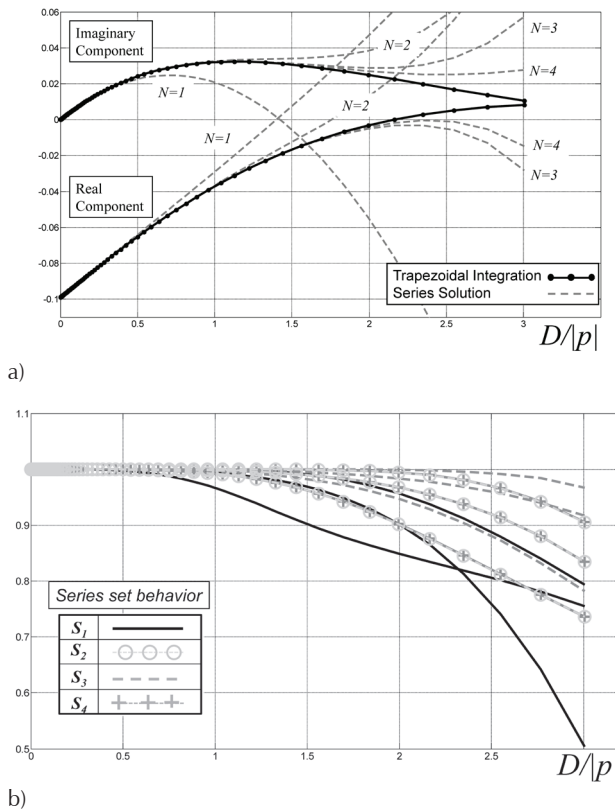 0.06
0.04
0.02
0
-0.02
-0.04
-0.06
-0.08
-0.1
Imaginary
Component
Real
Component
N=1
N=1
N=2
N=2
N=3
N=4
N=4
N=3
Trapezoidal Integration
Series Solution
0
0.5
1
1.5
2
2.5
3
D/|p|
a)
1.1
1
0.9
0.8
0.7
0.6
0.5
Series set behavior
S1
S2
S3
S4
0
0.5
1
1.5
2
2.5
D/|p
b)